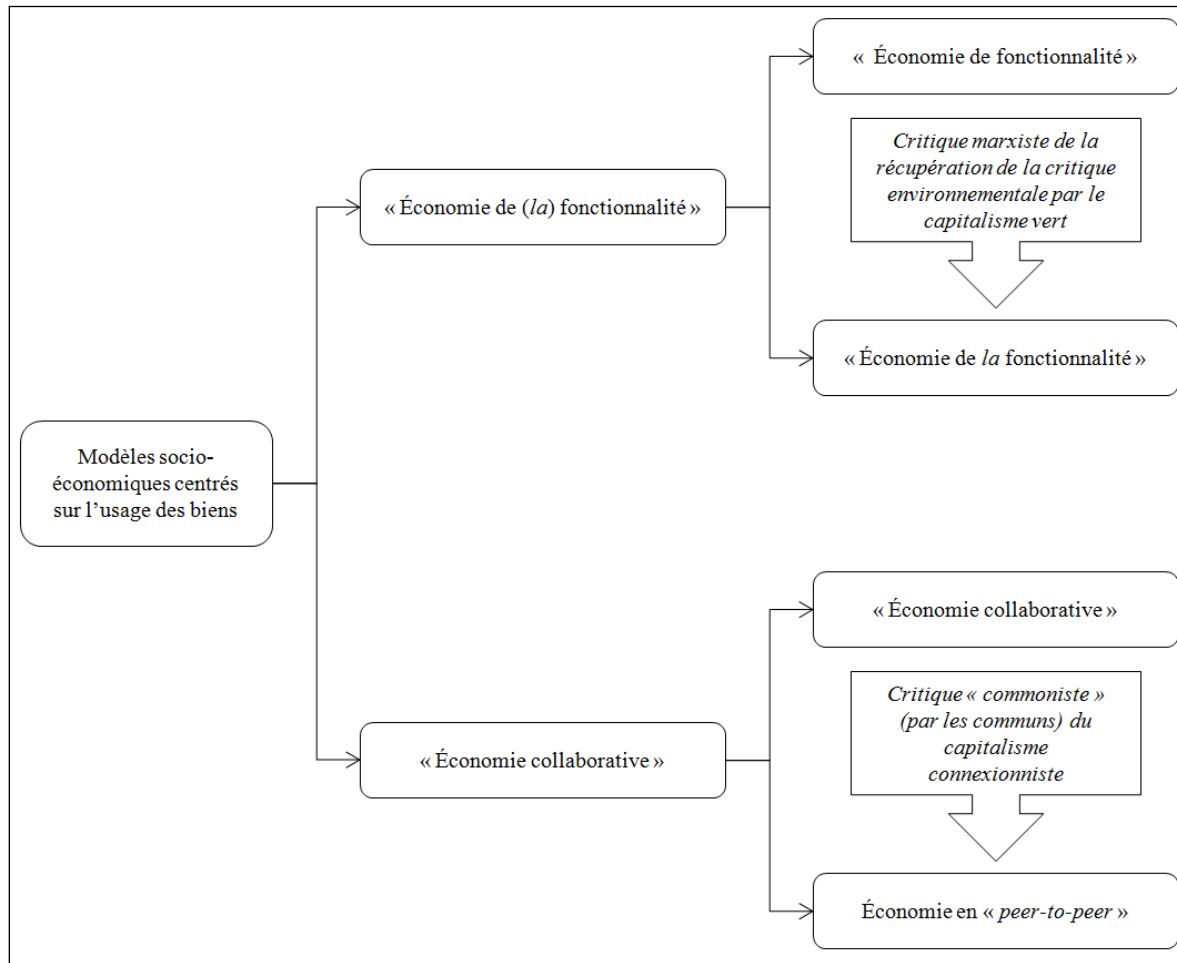 « Économie de fonctionnalité »
Critique marxiste de la
récupération de la critique
environnementale par le
capitalisme vert
« Économie de (la) fonctionnalité »
« Économie de la fonctionnalité »
Modèles socio-
économiques centrés
sur l’usage des biens
« Économie collaborative »
Critique « commoniste »
(par les communs) du
capitalisme
connexionniste
« Économie collaborative »
Économie en « peer-to-peer »